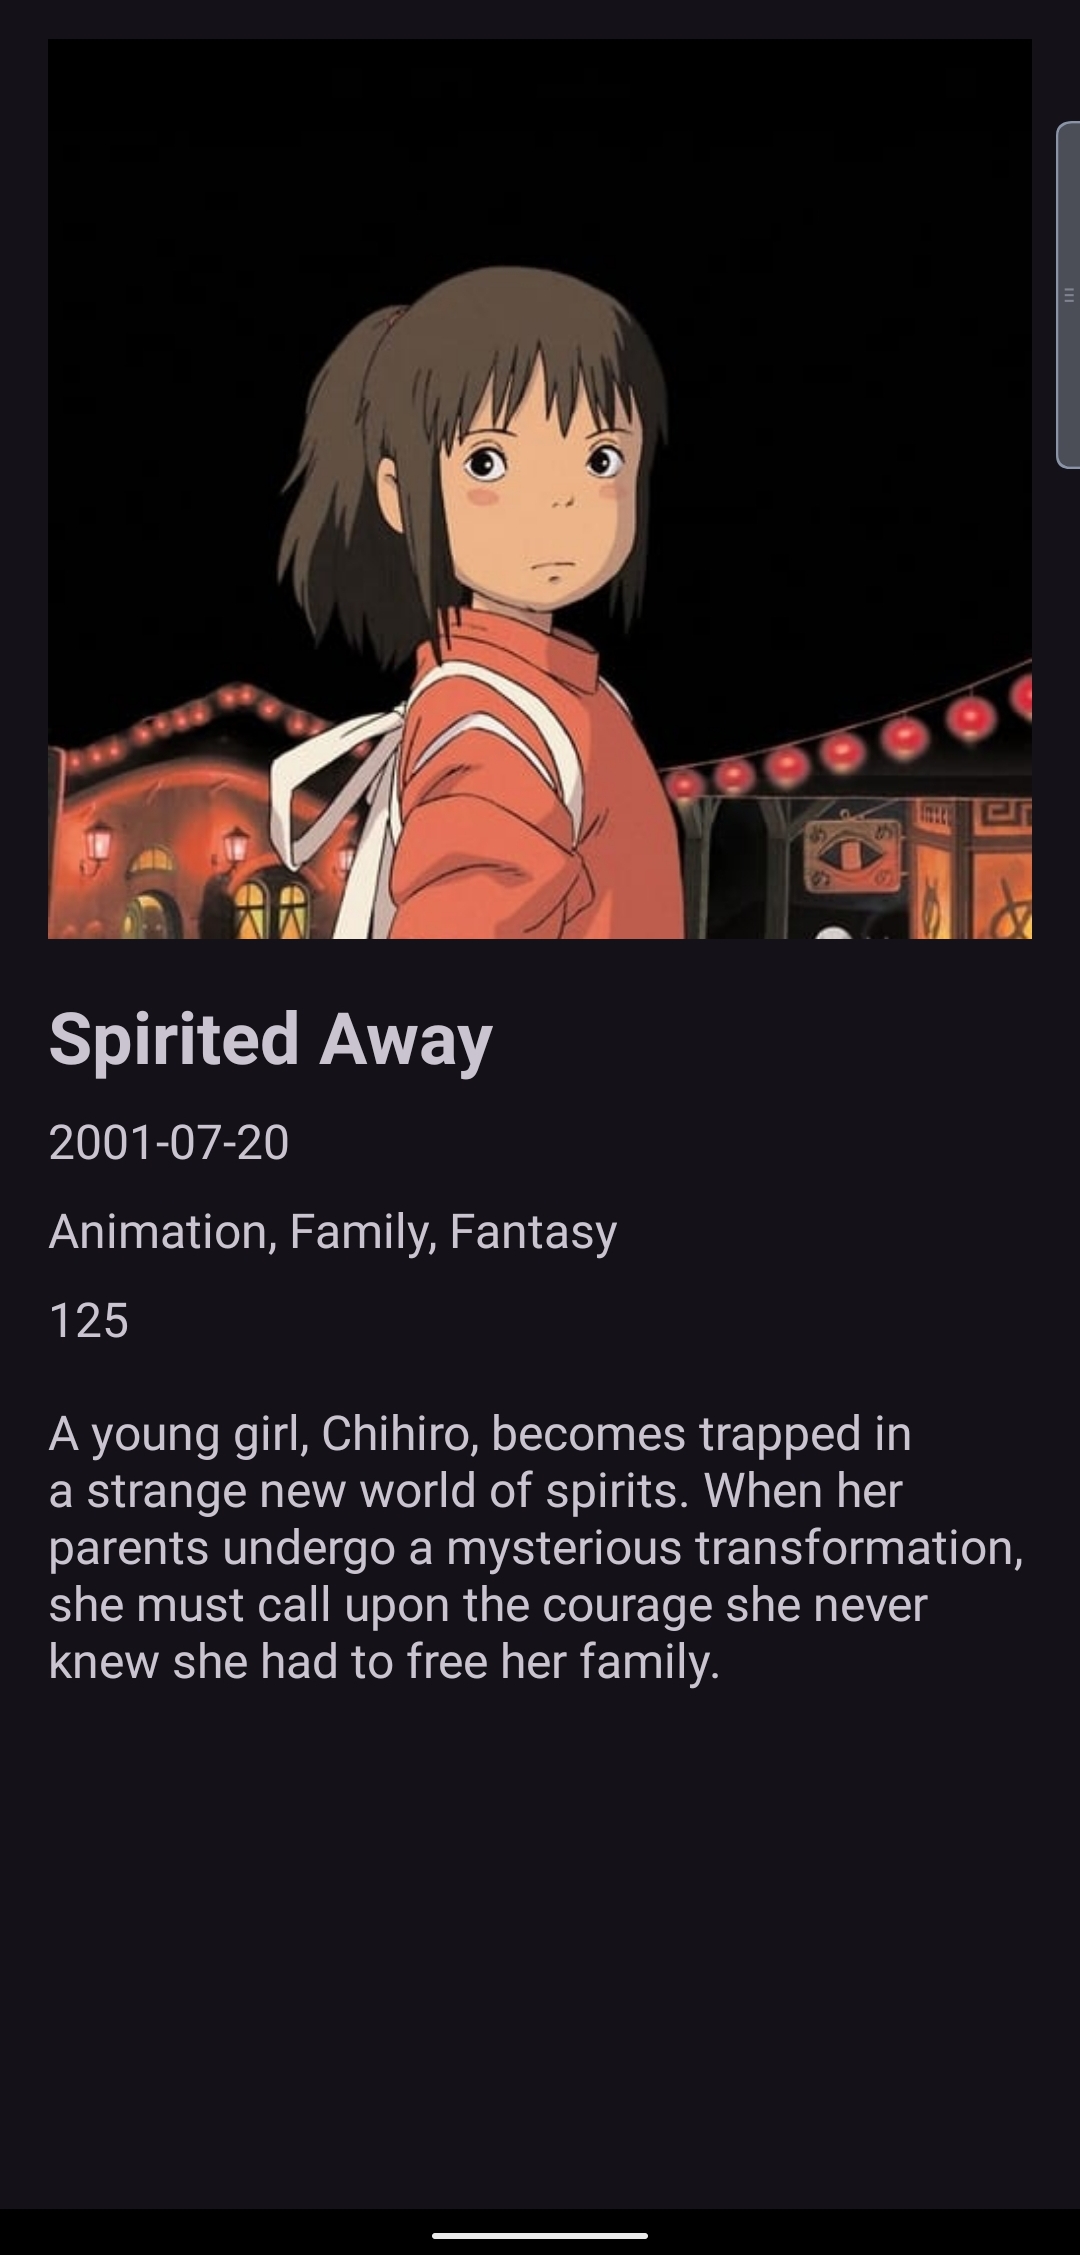 Spirited Away
2001-07-20
Animation, Family, Fantasy
125
A young girl, Chihiro, becomes trapped in
a strange new world of spirits. When her
parents undergo a mysterious transformation,
she must call upon the courage she never
knew she had to free her family.